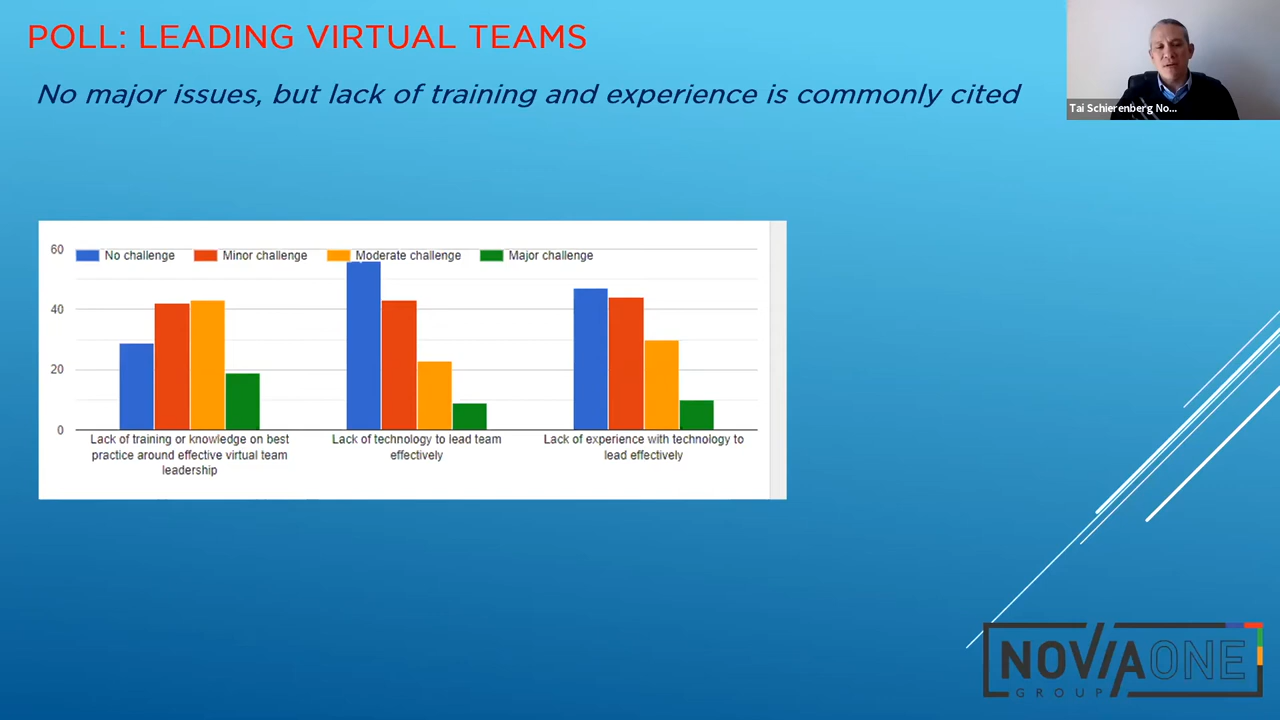 POLL: LEADING VIRTUAL TEAMS
No major issues, but lack of training and experience is commonly cited
Tai Schierenberg No...
60
No challenge
Minor challenge
Moderate challenge
Major challenge
40
20
0
Lack of training or knowledge on best
practice around effective virtual team
leadership
Lack of technology to lead team
effectively
Lack of experience with technology to
lead effectively
NOVIAONE
GROUP